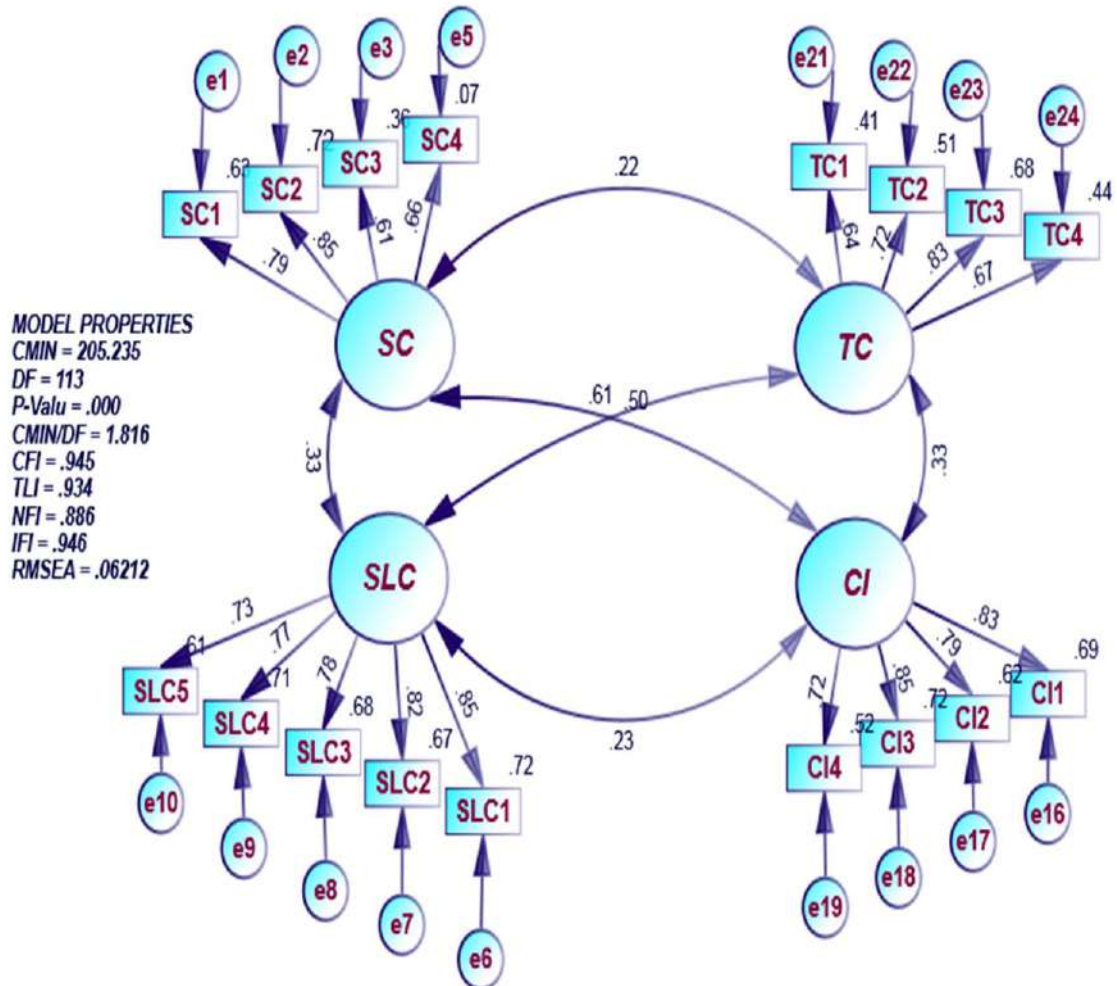 e1
e2
e3
e5
e21
e22
e23
e24
.63
.72
.36
.07
.41
.51
.68
.44
SC1
SC2
SC3
SC4
TC1
TC2
TC3
TC4
.79
.85
.61
.99
.64
.72
.83
.67
.22
SC
TC
MODEL PROPERTIES
CMIN = 205.235
DF = 113
P-Valu = .000
CMIN/DF = 1.816
CFI = .945
TLI = .934
NFI = .886
IFI = .946
RMSEA = .06212
.61
.50
.33
.33
SLC
CI
.73
.77
.78
.82
.85
.23
.72
.85
.79
.83
.61
.71
.68
.67
.72
.52
.72
.62
.69
SLC5
SLC4
SLC3
SLC2
SLC1
CI4
CI3
CI2
CI1
e10
e9
e8
e7
e6
e19
e18
e17
e16